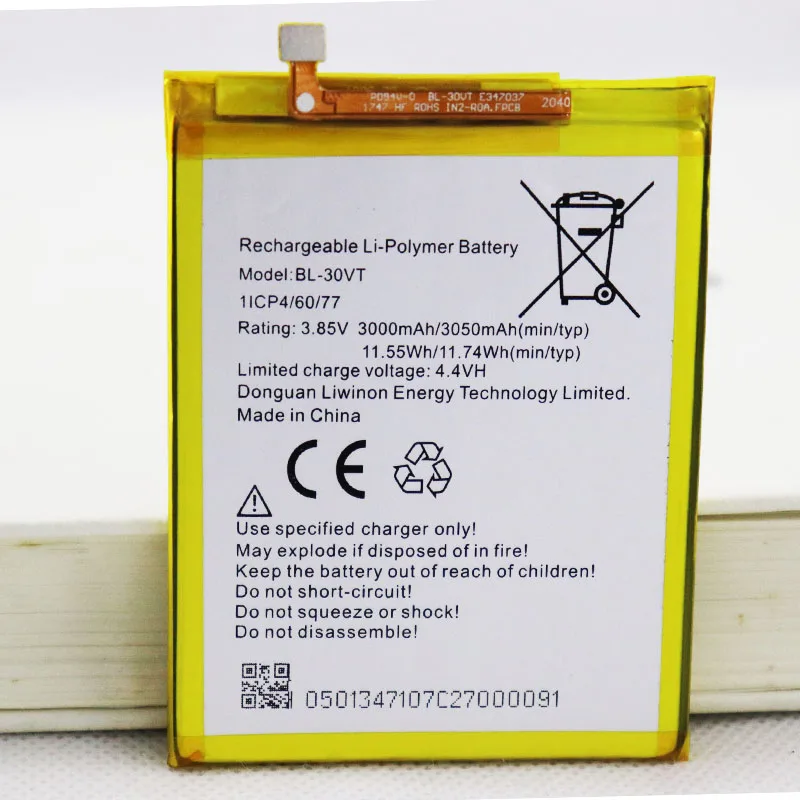 PD94V-0 BL-30VT E347037
1747 HF ROHS IN2-ROA.FPCB 2040
Rechargeable Li-Polymer Battery
Model:BL-30VT
1ICP4/60/77
Rating: 3.85V 3000mAh/3050mAh(min/typ)
11.55Wh/11.74Wh(min/typ)
Limited charge voltage: 4.4VH
Donguan Liwinon Energy Technology Limited.
Made in China
CE
Use specified charger only!
May explode if disposed of in fire!
Keep the battery out of reach of children!
Do not short-circuit!
Do not squeeze or shock!
Do not disassemble!
0501347107C27000091